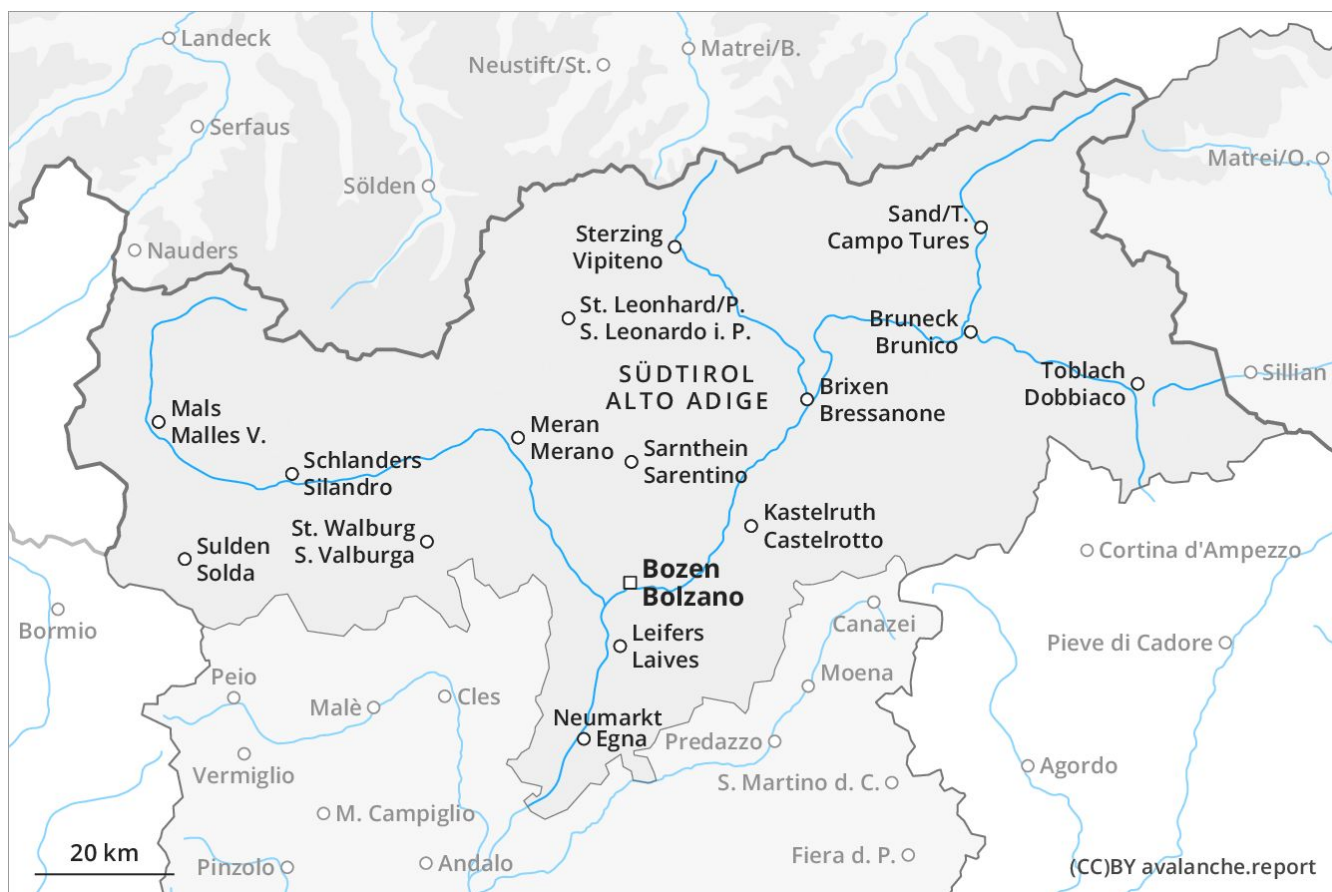 Landeck
Matrei/B.
Neustift/St.
Serfaus
Matrei/O.
Sölden
Sand/T.
Campo Tures
Sterzing
Vipiteno
Nauders
St. Leonhard/P.
S. Leonardo i. P.
Bruneck
Brunico
SÜDTIROL
ALTO ADIGE
Toblach
Dobbiaco
Sillian
Brixen
Bressanone
Mals
Malles V.
Meran
Merano
Sarnthein
Sarentino
Schlanders
Silandro
Kastelruth
Castelrotto
St. Walburg
S. Valburga
Sulden
Solda
Cortina d'Ampezzo
Bozen
Bolzano
Bormio
Canazei
Leifers
Laives
Pieve di Cadore
Peio
Moena
Malè
Cles
Neumarkt
Egna
Predazzo
Vermiglio
Agordo
S. Martino d. C.
M. Campiglio
20 km
Pinzolo
Andalo
Fiera d. P.
(CC)BY avalanche.report